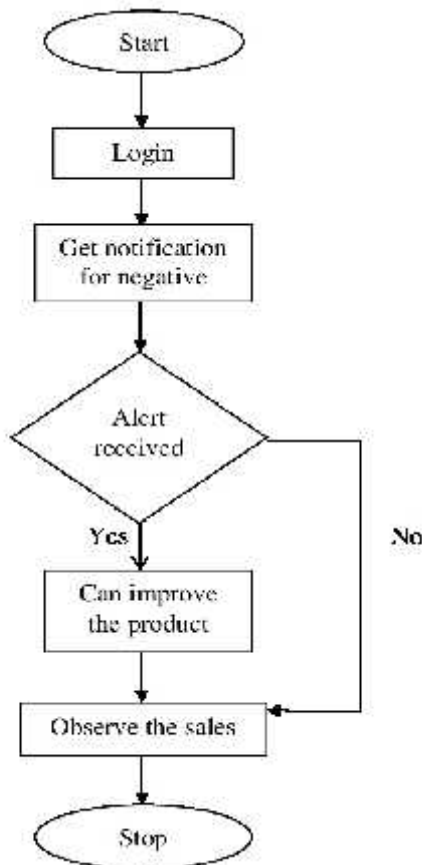 Start
Login
Get notification
for negative
Alert
received
Yes
No
Can improve
the product
Observe the sales
Stop